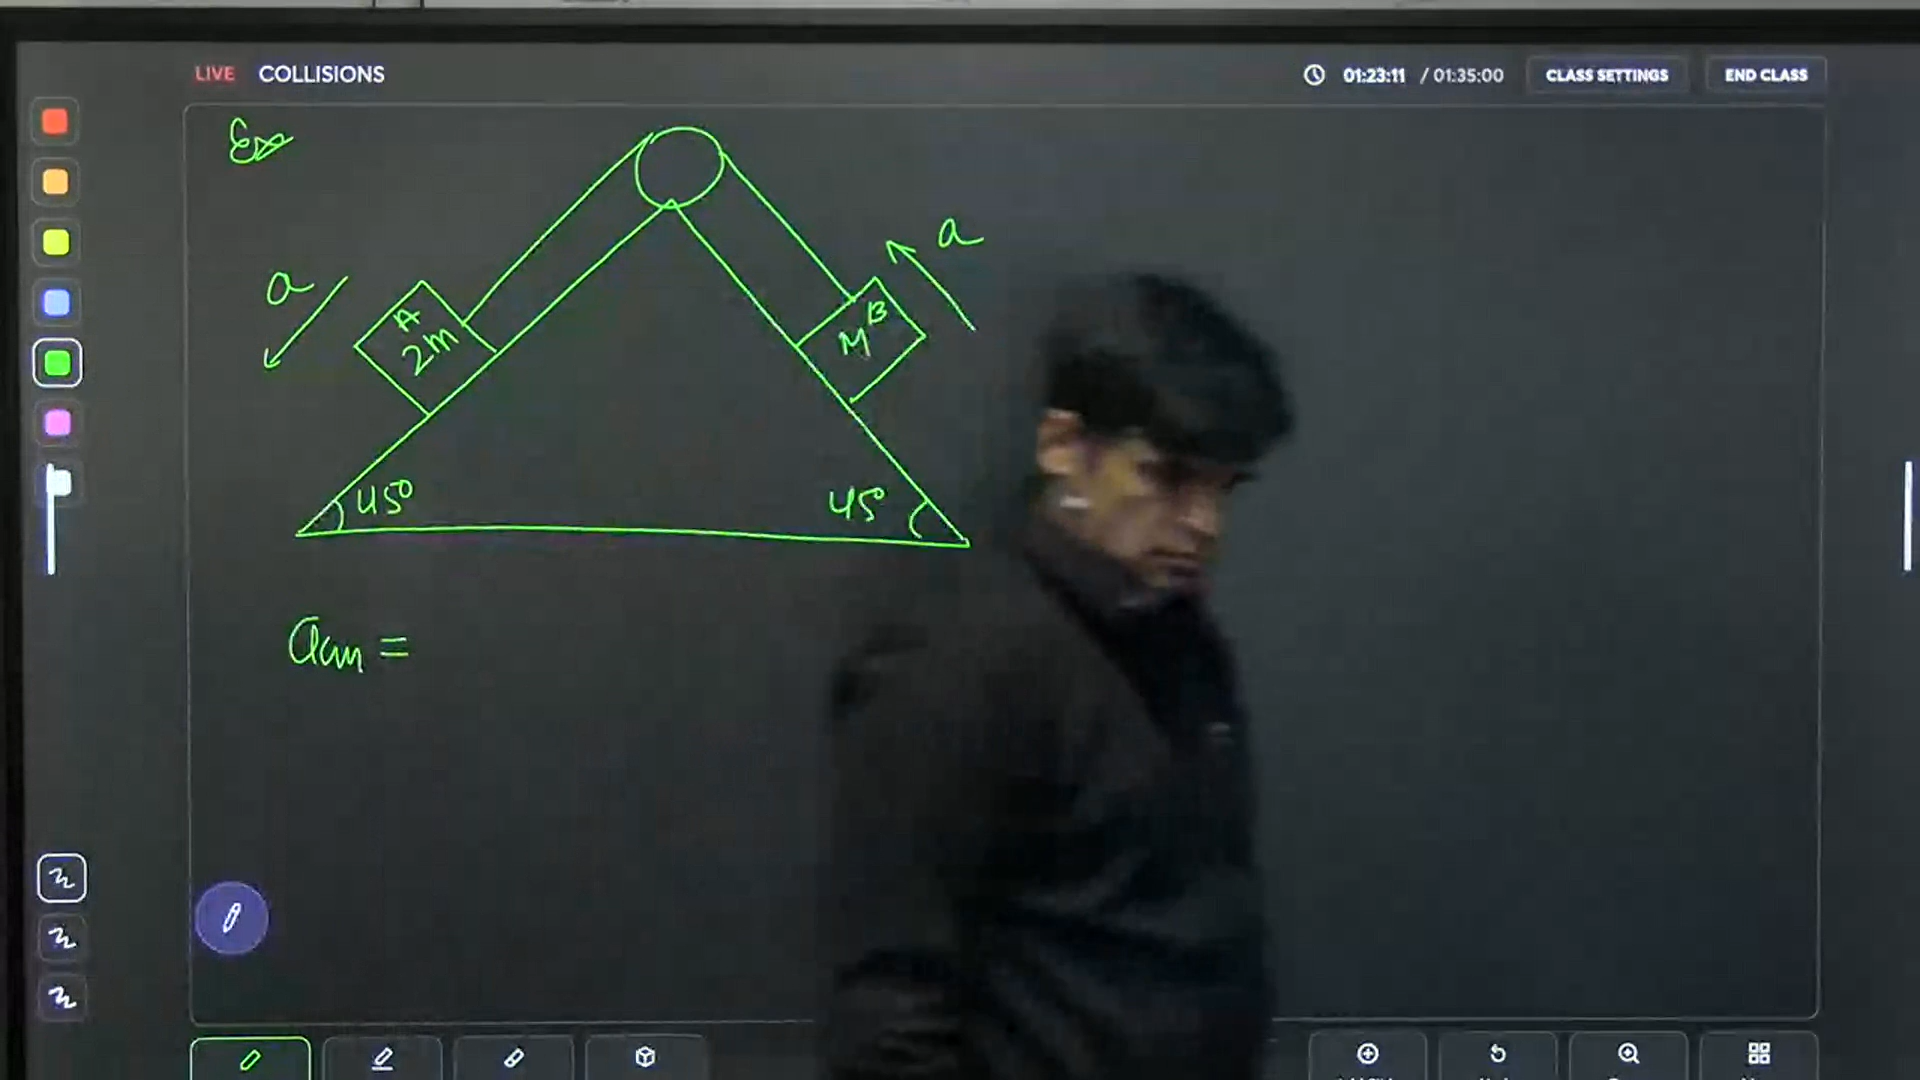 LIVE COLLISIONS 01:23:11 / 01:35:00 CLASS SETTINGS END CLASS
Ex
a
a
A
2m
B
M
45°
45°
acm =